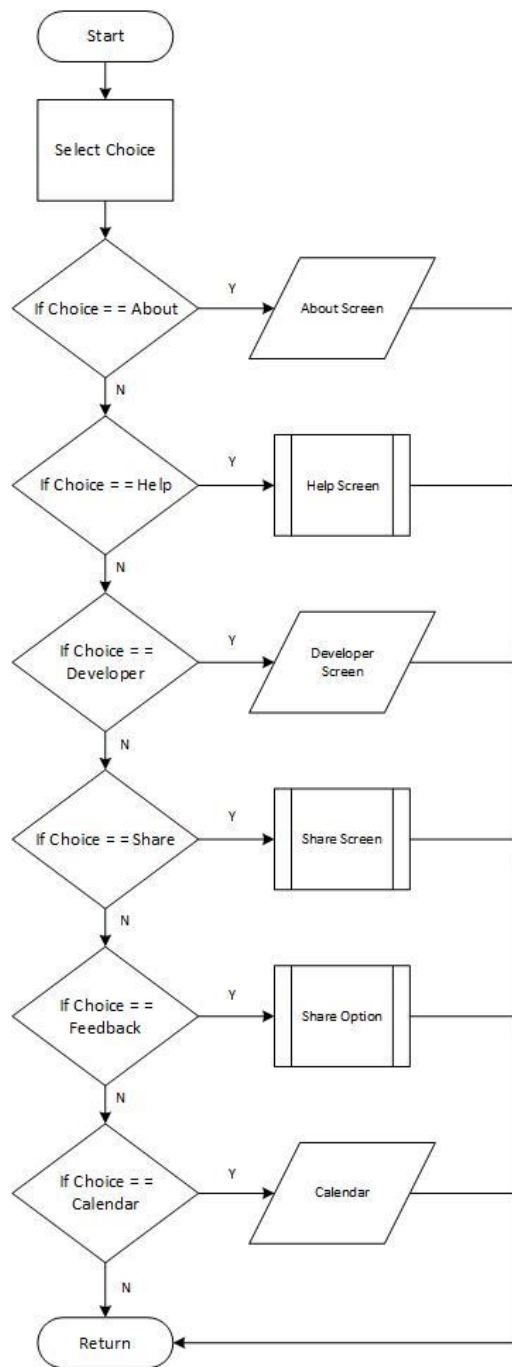 Start
Select Choice
If Choice = = About
Y
About Screen
N
If Choice = = Help
Y
Help Screen
N
If Choice = =
Developer
Y
Developer
Screen
N
If Choice = = Share
Y
Share Screen
N
If Choice = =
Feedback
Y
Share Option
N
If Choice = =
Calendar
Y
Calendar
N
Return